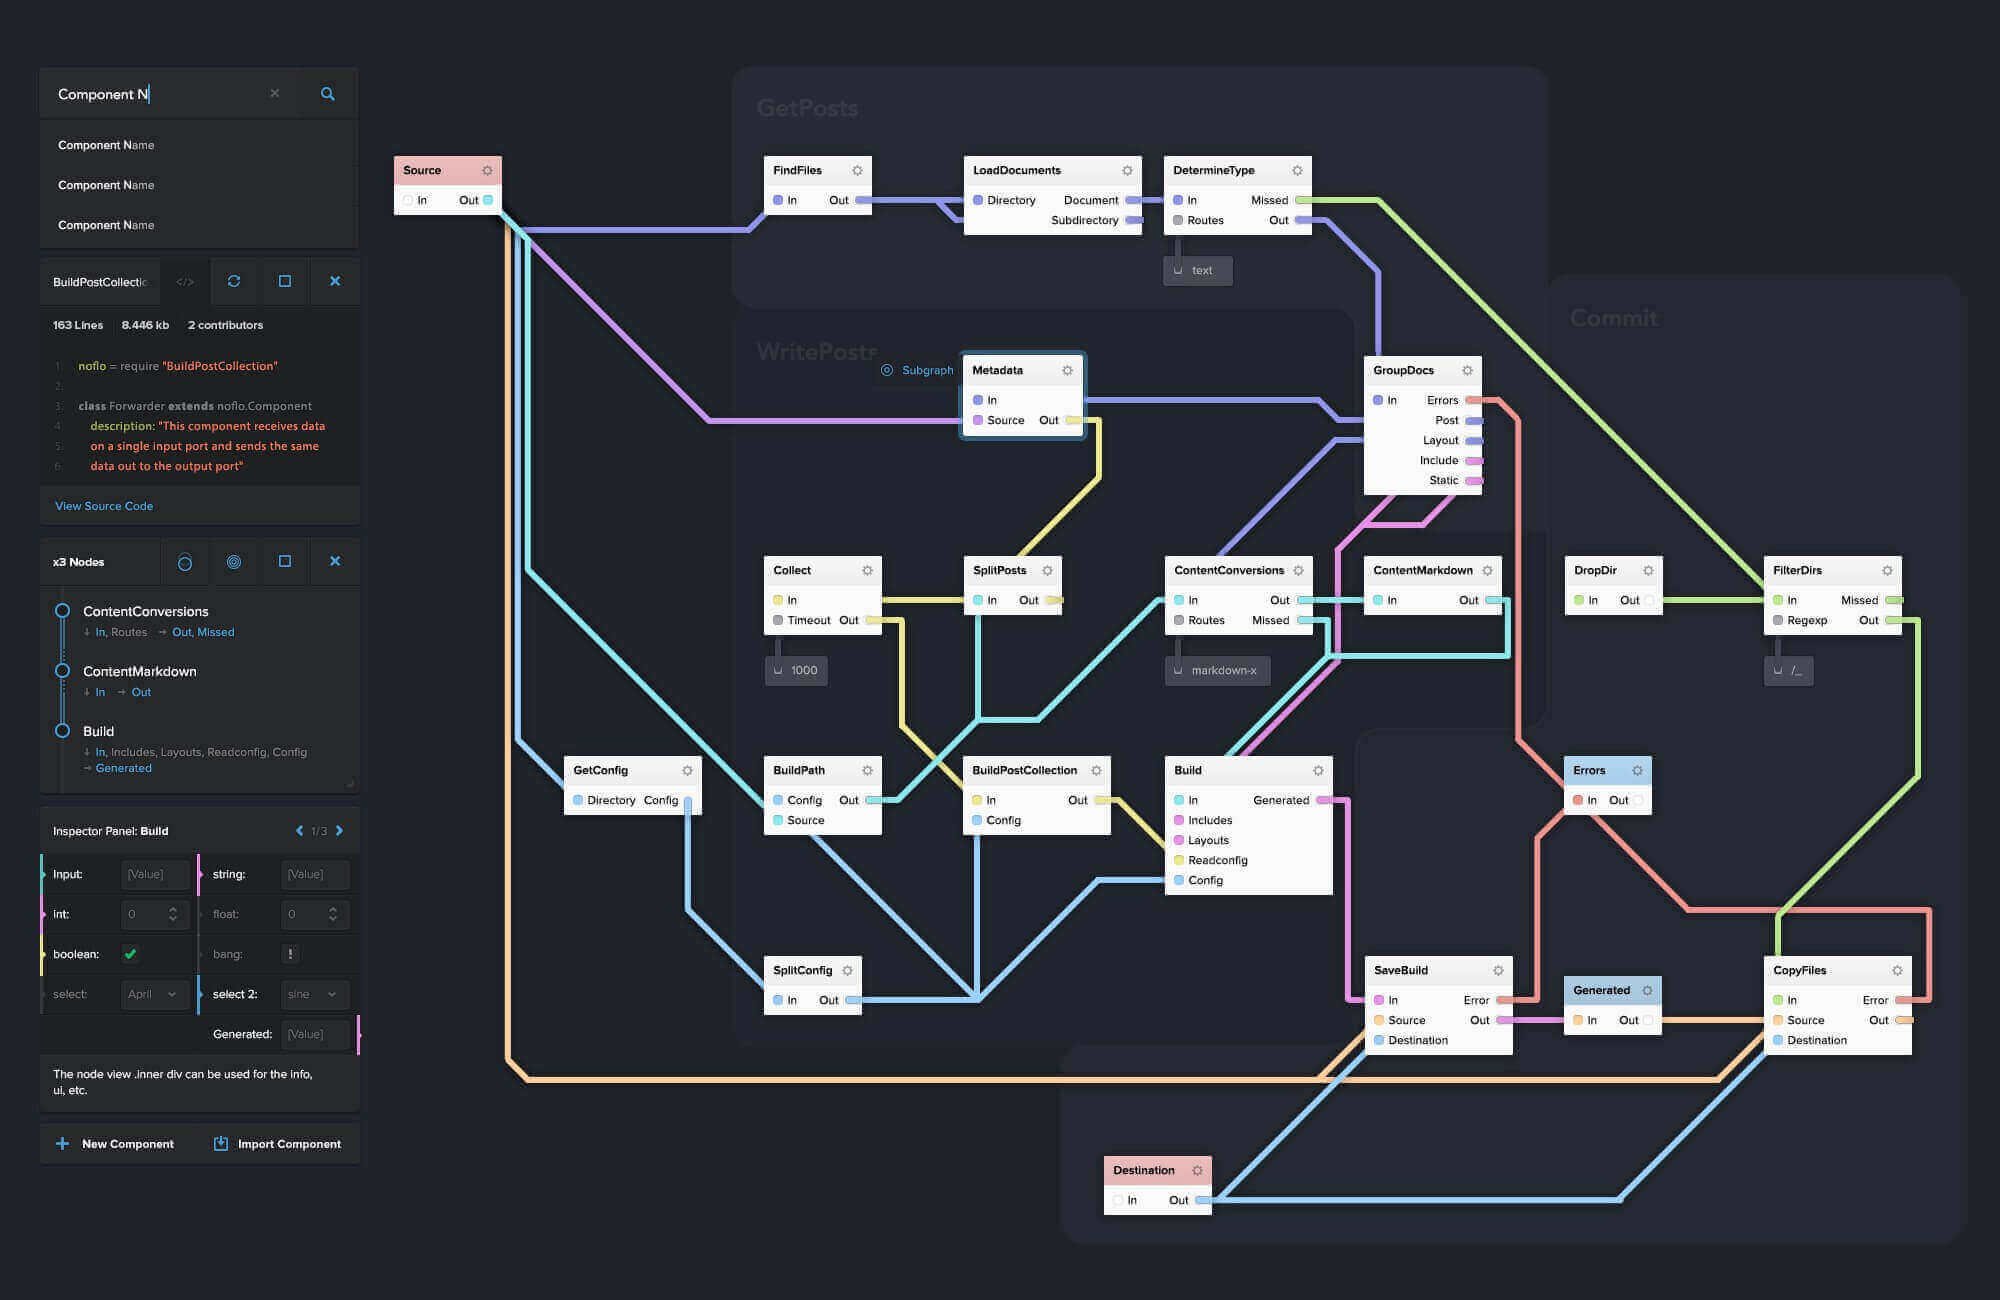 Component N
Component Name
Component Name
Component Name
BuildPostCollectic
</>
163 Lines 8.446 kb 2 contributors
1. noflo = require "BuildPostCollection"
2.
3. class Forwarder extends noflo.Component
4 description: "This component receives data
5 on a single input port and sends the same
6. data out to the output port"
View Source Code
x3 Nodes
ContentConversions
↓ In, Routes → Out, Missed
ContentMarkdown
↓ In → Out
Build
↓ In, Includes, Layouts, Readconfig, Config
→ Generated
Inspector Panel: Build 1/3
Input: [Value] string: [Value]
int: 0 float: 0
boolean: bang: !
select: April select 2: sine
Generated: [Value]
The node view .inner div can be used for the info,
ui, etc.
New Component Import Component
GetPosts
Source
In Out
FindFiles
In Out
LoadDocuments
Directory Document
Subdirectory
DetermineType
In Missed
Routes Out
text
WritePosts
Subgraph
Metadata
In
Source Out
GroupDocs
In Errors
Post
Layout
Include
Static
Commit
Collect
In
Timeout Out
1000
SplitPosts
In Out
ContentConversions
In Out
Routes Missed
markdown-x
ContentMarkdown
In Out
DropDir
In Out
FilterDirs
In Missed
Regexp Out
/_
GetConfig
Directory Config
BuildPath
Config Out
Source
BuildPostCollection
In Out
Config
Build
In Generated
Includes
Layouts
Readconfig
Config
Errors
In Out
SplitConfig
In Out
SaveBuild
In Error
Source Out
Destination
Generated
In Out
CopyFiles
In Error
Source Out
Destination
Destination
In Out